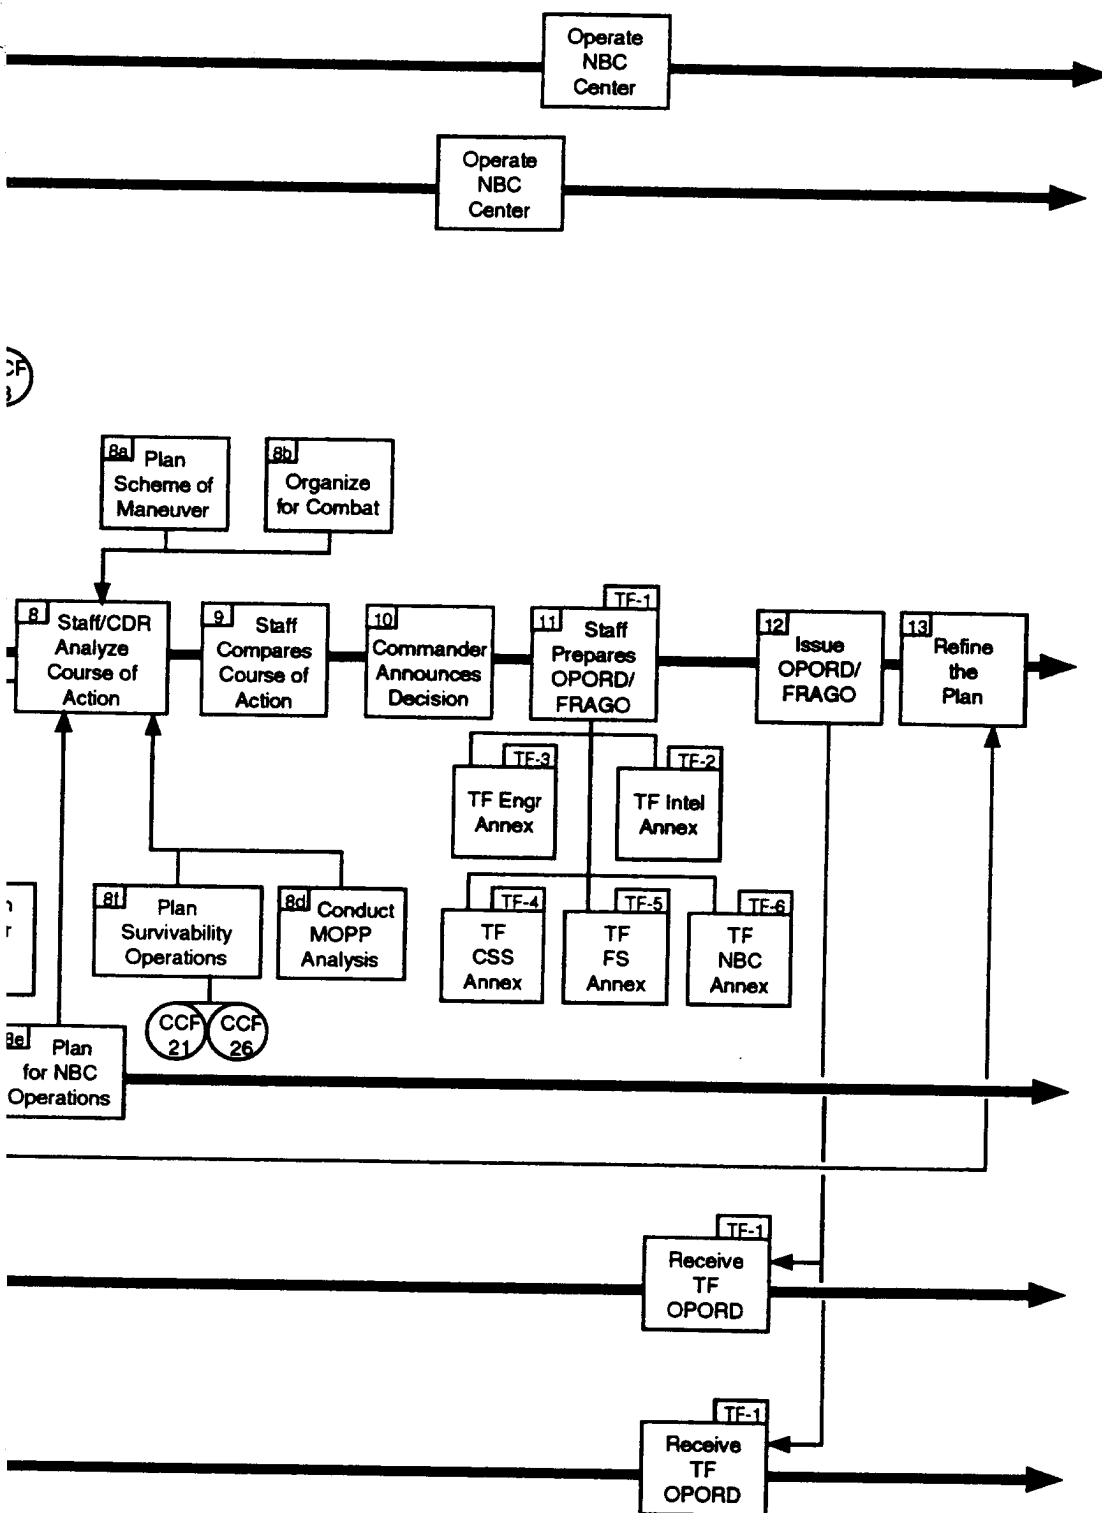 Operate
NBC
Center
Operate
NBC
Center
CF
8a
Plan
Scheme of
Maneuver
8b
Organize
for Combat
8
Staff/CDR
Analyze
Course of
Action
9
Staff
Compares
Course of
Action
10
Commander
Announces
Decision
TF-1
11
Staff
Prepares
OPORD/
FRAGO
12
Issue
OPORD/
FRAGO
13
Refine
the
Plan
TF-3
TF Engr
Annex
TF-2
TF Intel
Annex
8f
Plan
Survivability
Operations
8d
Conduct
MOPP
Analysis
TF-4
TF
CSS
Annex
TF-5
TF
FS
Annex
TF-6
TF
NBC
Annex
CCF
21
CCF
26
8e
Plan
for NBC
Operations
TF-1
Receive
TF
OPORD
TF-1
Receive
TF
OPORD